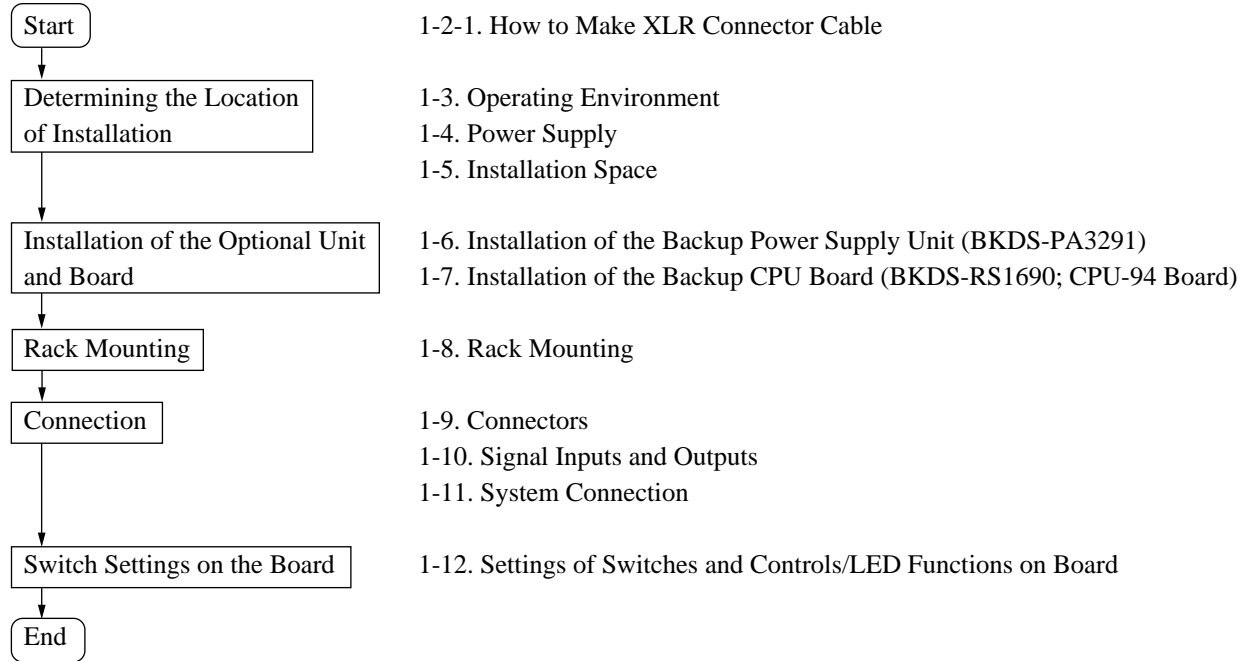 Start
1-2-1. How to Make XLR Connector Cable
Determining the Location
of Installation
1-3. Operating Environment
1-4. Power Supply
1-5. Installation Space
Installation of the Optional Unit
and Board
1-6. Installation of the Backup Power Supply Unit (BKDS-PA3291)
1-7. Installation of the Backup CPU Board (BKDS-RS1690; CPU-94 Board)
Rack Mounting
1-8. Rack Mounting
Connection
1-9. Connectors
1-10. Signal Inputs and Outputs
1-11. System Connection
Switch Settings on the Board
1-12. Settings of Switches and Controls/LED Functions on Board
End